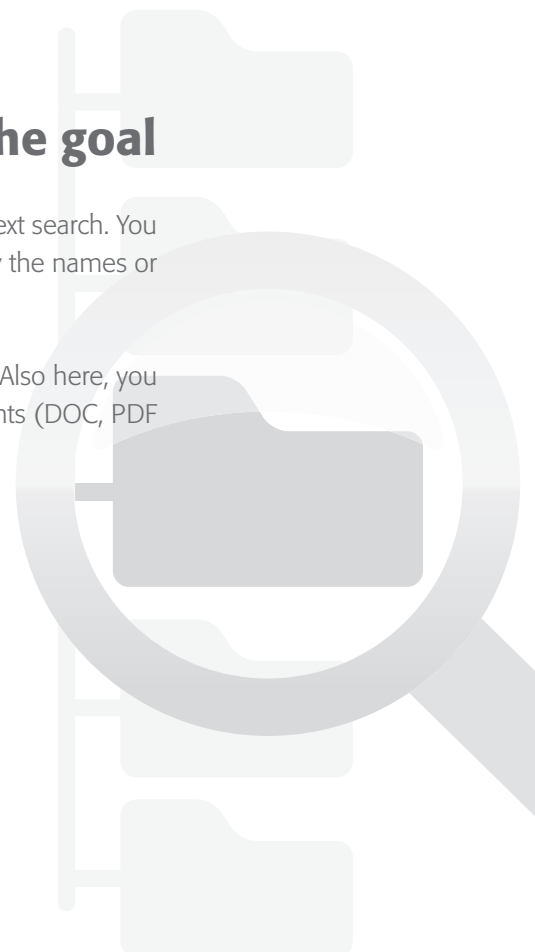 he goal
ext search. You
the names or
Also here, you
nts (DOC, PDF